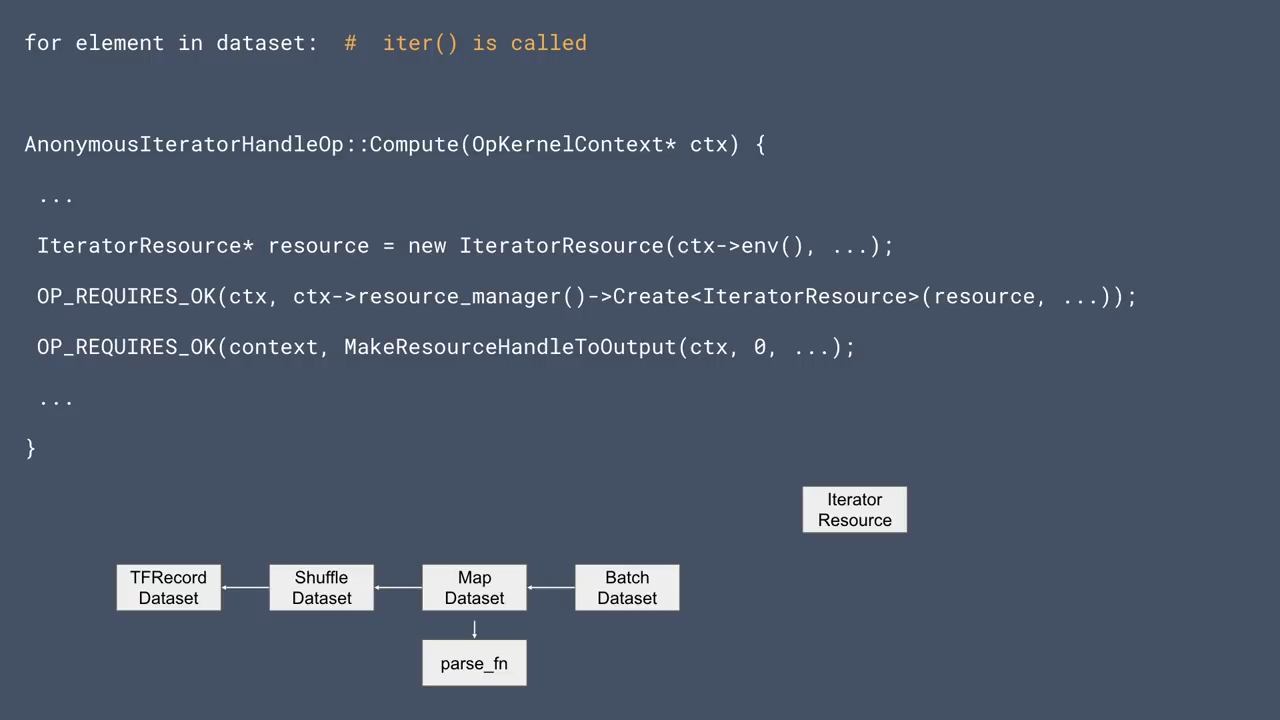 for element in dataset:  #  iter() is called
AnonymousIteratorHandleOp::Compute(OpKernelContext* ctx) {
...
IteratorResource* resource = new IteratorResource(ctx->env(), ...);
OP_REQUIRES_OK(ctx, ctx->resource_manager()->Create<IteratorResource>(resource, ...));
OP_REQUIRES_OK(context, MakeResourceHandleToOutput(ctx, 0, ...);
...
}
Iterator
Resource
TFRecord
Dataset
Shuffle
Dataset
Map
Dataset
Batch
Dataset
parse_fn